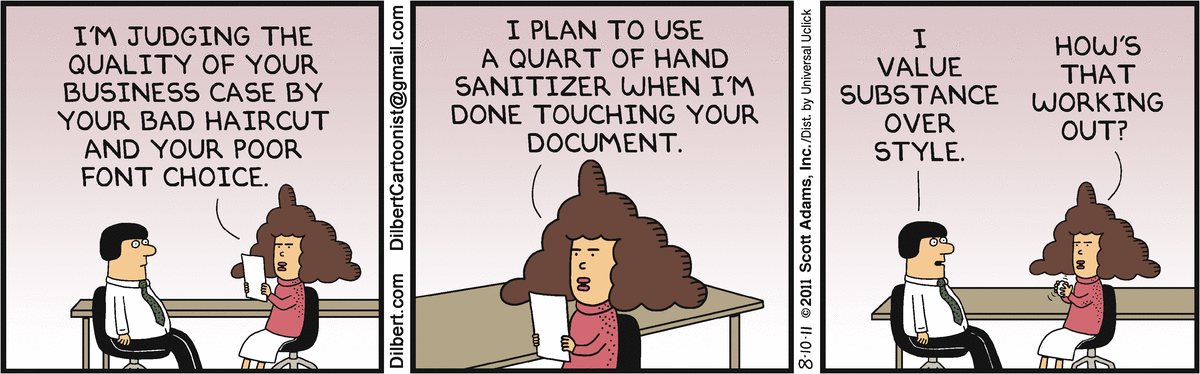 I'M JUDGING THE
QUALITY OF YOUR
BUSINESS CASE BY
YOUR BAD HAIRCUT
AND YOUR POOR
FONT CHOICE.
Dilbert.com DilbertCartoonist@gmail.com
I PLAN TO USE
A QUART OF HAND
SANITIZER WHEN I'M
DONE TOUCHING YOUR
DOCUMENT.
8-10-11 ©2011 Scott Adams, Inc./Dist. by Universal Uclick
I
VALUE
SUBSTANCE
OVER
STYLE.
HOW'S
THAT
WORKING
OUT?